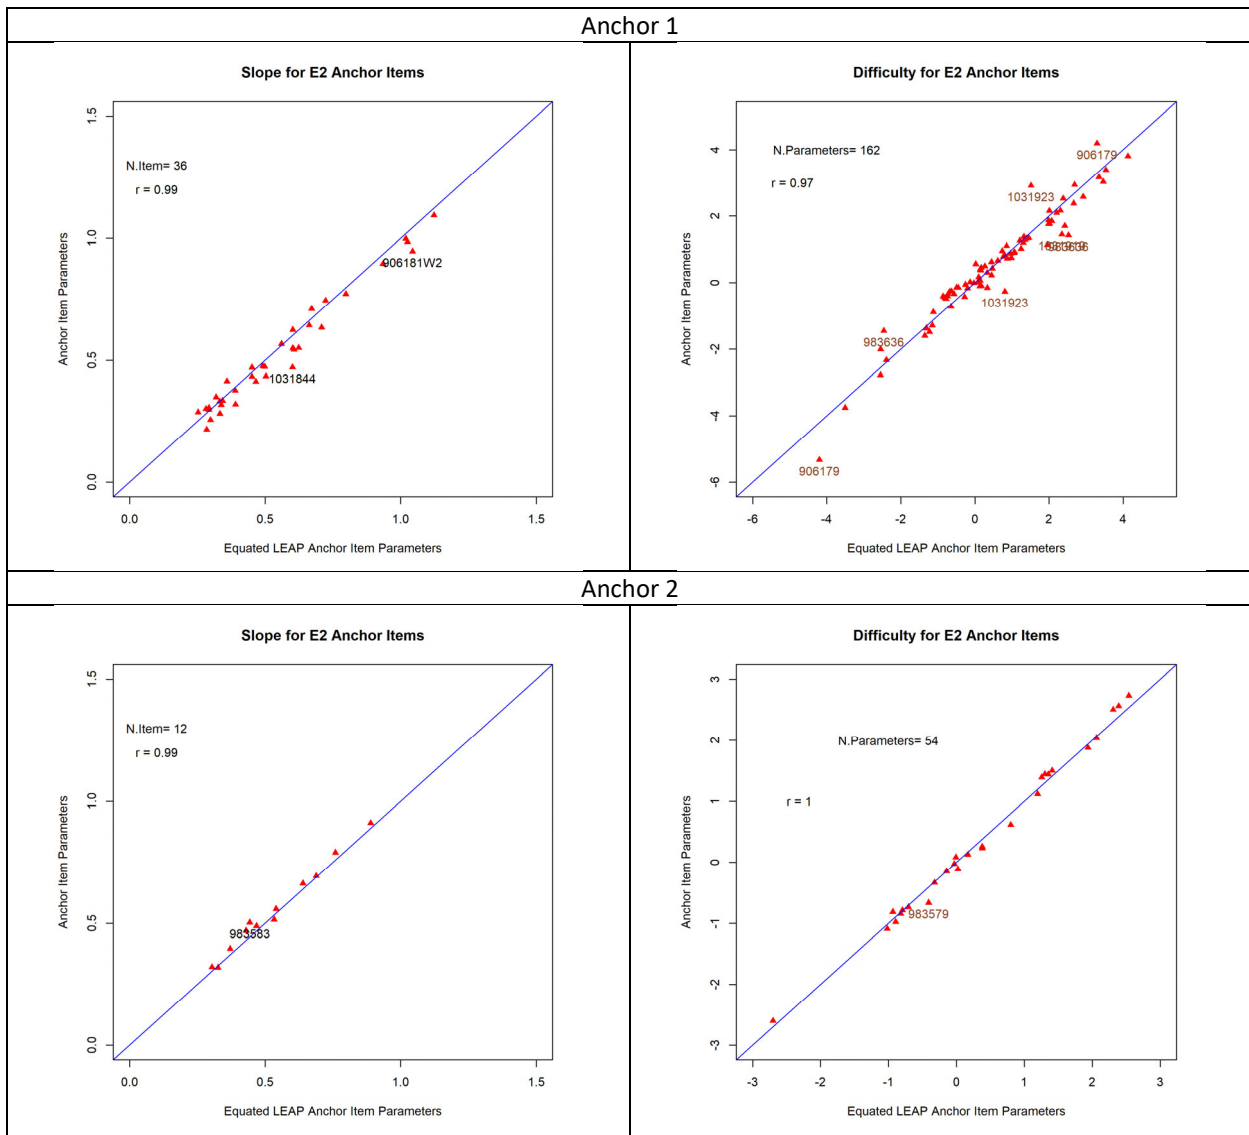 Anchor 1
Slope for E2 Anchor Items
1.5
1.0
0.5
0.0
Anchor Item Parameters
N.Item= 36
r = 0.99
906181W2
1031844
0.0 0.5 1.0 1.5
Equated LEAP Anchor Item Parameters
Difficulty for E2 Anchor Items
4
2
0
-2
-4
-6
Anchor Item Parameters
N.Parameters= 162
r = 0.97
906179
1031923
983636
1031923
983636
906179
-6 -4 -2 0 2 4
Equated LEAP Anchor Item Parameters
Anchor 2
Slope for E2 Anchor Items
1.5
1.0
0.5
0.0
Anchor Item Parameters
N.Item= 12
r = 0.99
983583
0.0 0.5 1.0 1.5
Equated LEAP Anchor Item Parameters
Difficulty for E2 Anchor Items
3
2
1
0
-1
-2
-3
Anchor Item Parameters
N.Parameters= 54
r = 1
983579
-3 -2 -1 0 1 2 3
Equated LEAP Anchor Item Parameters